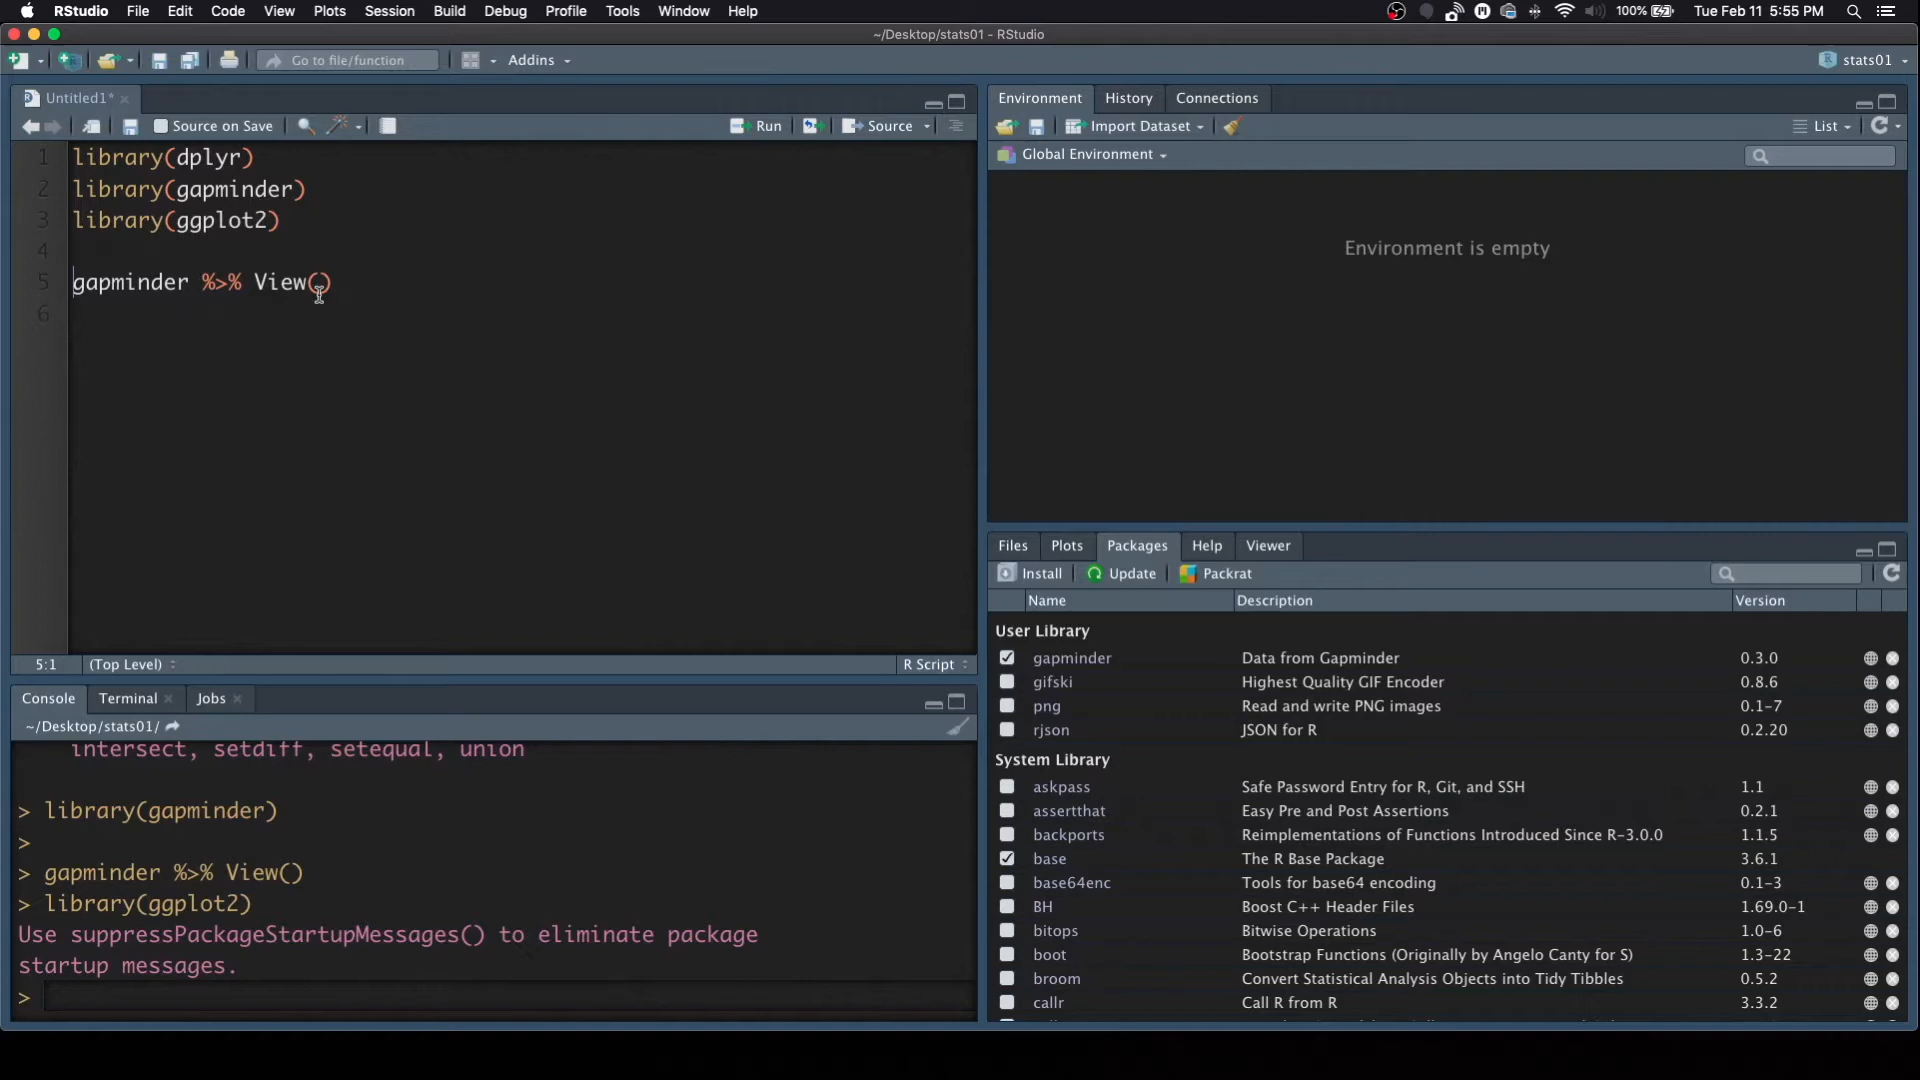 RStudio File Edit Code View Plots Session Build Debug Profile Tools Window Help 100% Tue Feb 11 5:55 PM
~/Desktop/stats01 - RStudio
Go to file/function Addins stats01
Untitled1*
Source on Save Run Source
1 library(dplyr)
2 library(gapminder)
3 library(ggplot2)
4
5 gapminder %>% View()
6
5:1 (Top Level) R Script
Console Terminal Jobs
~/Desktop/stats01/
intersect, setdiff, setequal, union
> library(gapminder)
>
> gapminder %>% View()
> library(ggplot2)
Use suppressPackageStartupMessages() to eliminate package
startup messages.
>
Environment History Connections
Import Dataset List
Global Environment
Environment is empty
Files Plots Packages Help Viewer
Install Update Packrat
Name Description Version
User Library
gapminder Data from Gapminder 0.3.0
gifski Highest Quality GIF Encoder 0.8.6
png Read and write PNG images 0.1-7
rjson JSON for R 0.2.20
System Library
askpass Safe Password Entry for R, Git, and SSH 1.1
assertthat Easy Pre and Post Assertions 0.2.1
backports Reimplementations of Functions Introduced Since R-3.0.0 1.1.5
base The R Base Package 3.6.1
base64enc Tools for base64 encoding 0.1-3
BH Boost C++ Header Files 1.69.0-1
bitops Bitwise Operations 1.0-6
boot Bootstrap Functions (Originally by Angelo Canty for S) 1.3-22
broom Convert Statistical Analysis Objects into Tidy Tibbles 0.5.2
callr Call R from R 3.3.2